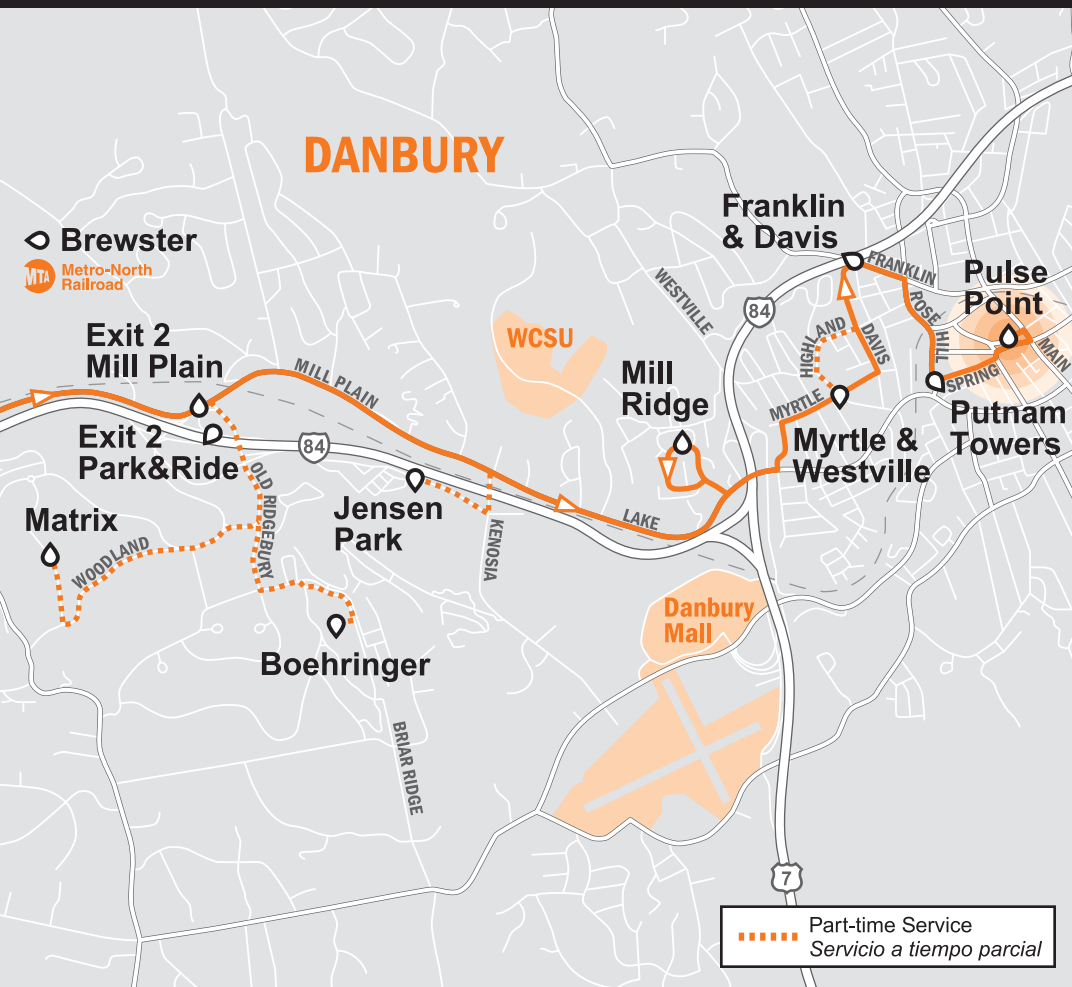 DANBURY
Brewster
MTA
Metro-North
Railroad
Franklin
& Davis
FRANKLIN
Pulse
Point
WESTVILLE
84
ROSE HILL
MAIN
Exit 2
Mill Plain
MILL PLAIN
WCSU
HIGHLAND
DAVIS
Mill
Ridge
MYRTLE
SPRING
Putnam
Towers
Exit 2
Park&Ride
84
Myrtle &
Westville
OLD RIDGEBURY
Jensen
Park
LAKE
KENOSIA
Matrix
WOODLAND
Danbury
Mall
Boehringer
BRIAR RIDGE
7
Part-time Service
Servicio a tiempo parcial